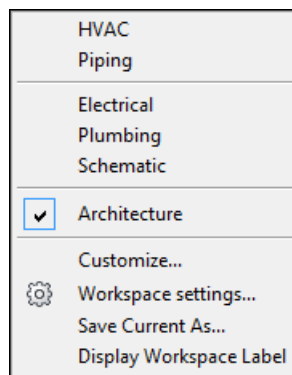 HVAC
Piping
Electrical
Plumbing
Schematic
Architecture
Customize...
Workspace settings...
Save Current As...
Display Workspace Label